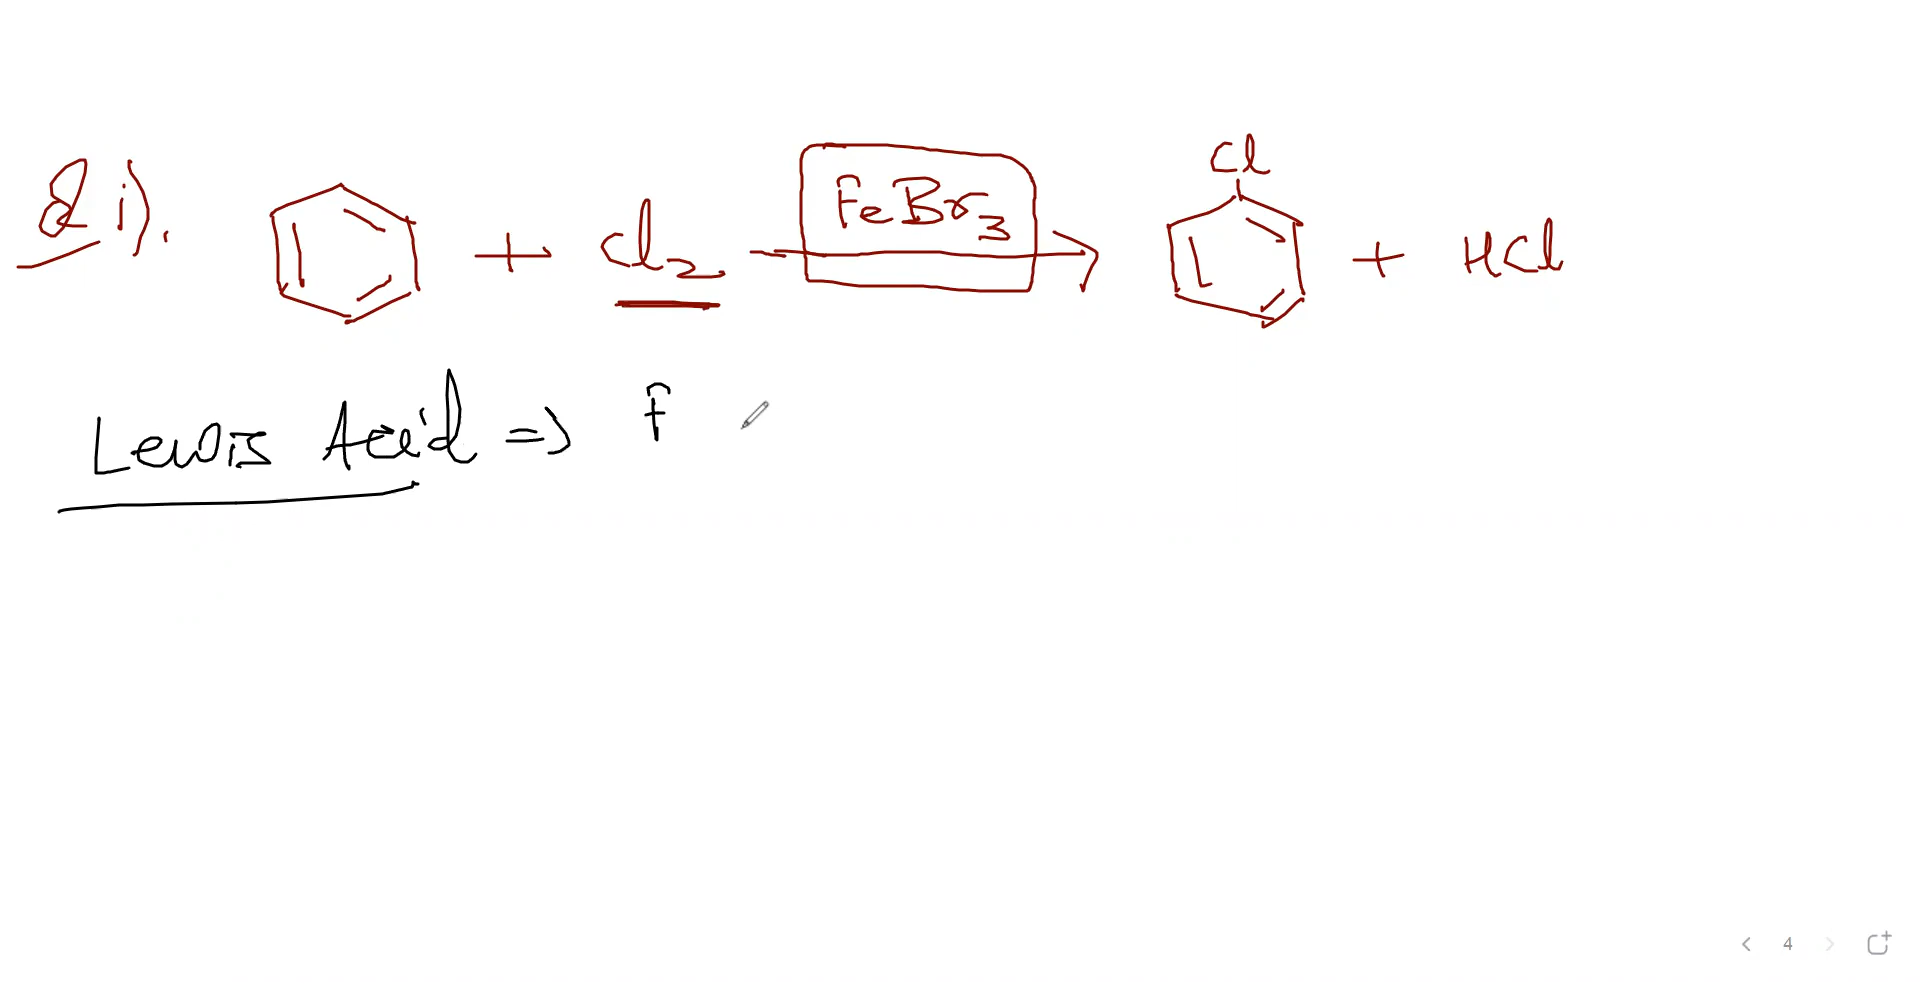 Q i).
+ Cl2 FeBr3 → Cl + HCl
Lewis Acid => F
4